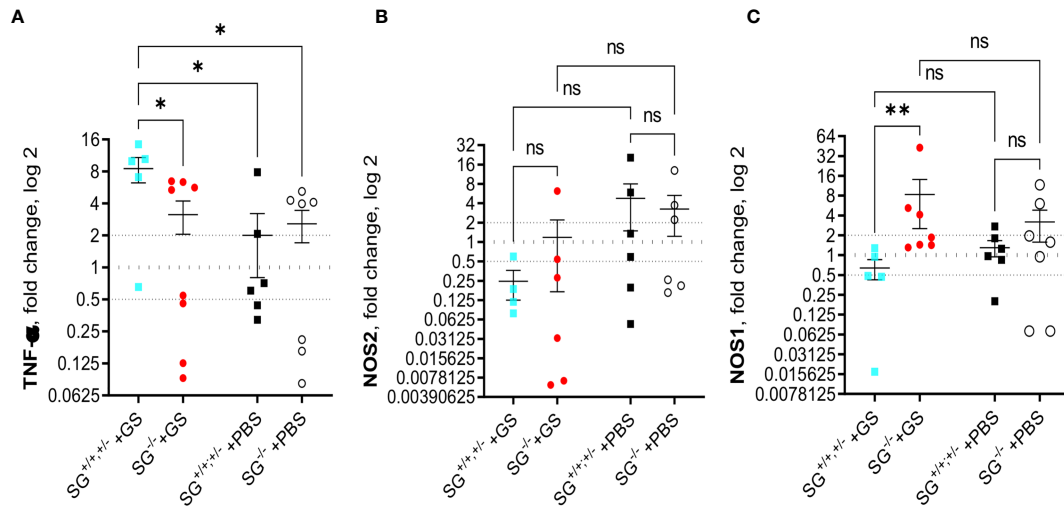 A
*
*
*
TNF-α, fold change, log 2
16
8
4
2
1
0.5
0.25
0.125
0.0625
SG+/+,+/- +GS
SG-/- +GS
SG+/+;+/- +PBS
SG-/- +PBS
B
ns
ns
ns
ns
NOS2, fold change, log 2
32
16
8
4
2
1
0.5
0.25
0.125
0.0625
0.03125
0.015625
0.0078125
0.00390625
SG+/+,+/- +GS
SG-/- +GS
SG+/+;+/- +PBS
SG-/- +PBS
C
ns
ns
**
ns
NOS1, fold change, log 2
64
32
16
8
4
2
1
0.5
0.25
0.125
0.0625
0.03125
0.015625
0.0078125
SG+/+,+/- +GS
SG-/- +GS
SG+/+;+/- +PBS
SG-/- +PBS